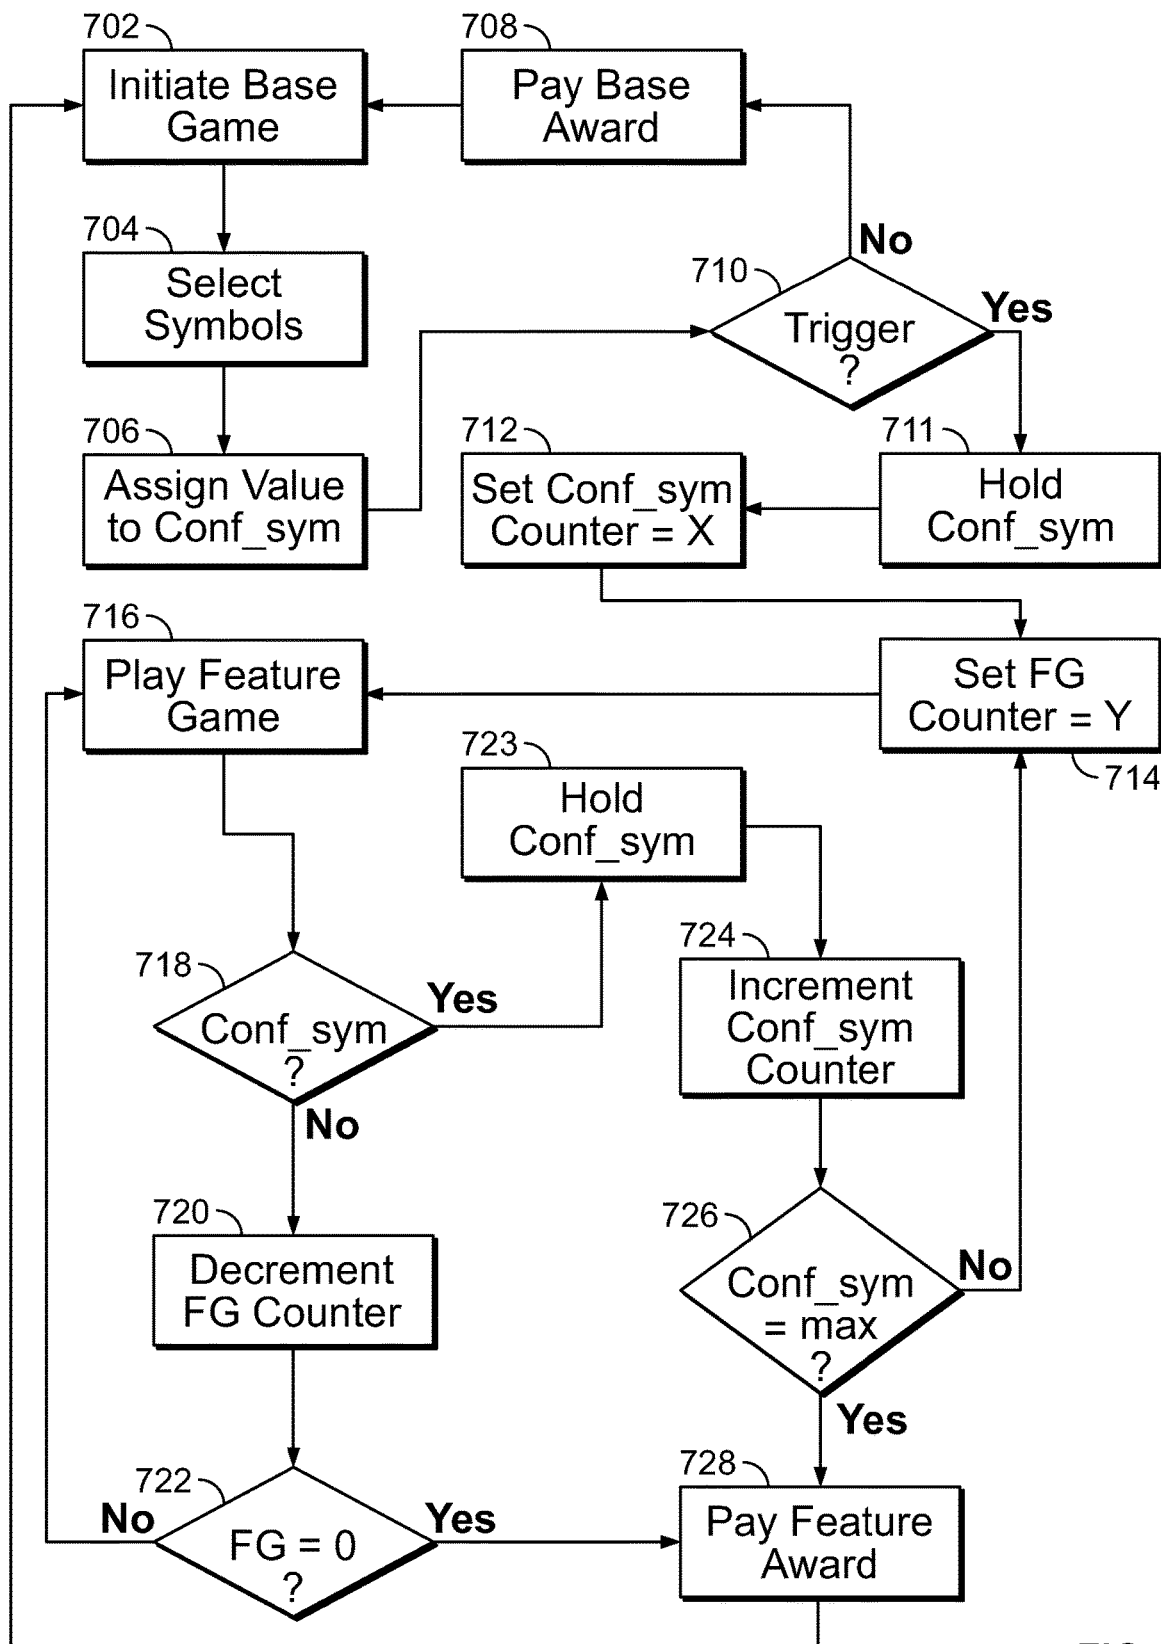 702
Initiate Base
Game
708
Pay Base
Award
704
Select
Symbols
No
710
Trigger
?
Yes
706
Assign Value
to Conf_sym
712
Set Conf_sym
Counter = X
711
Hold
Conf_sym
716
Play Feature
Game
Set FG
Counter = Y
714
723
Hold
Conf_sym
718
Conf_sym
?
Yes
No
724
Increment
Conf_sym
Counter
720
Decrement
FG Counter
726
Conf_sym
= max
?
No
Yes
722
No
FG = 0
?
Yes
728
Pay Feature
Award